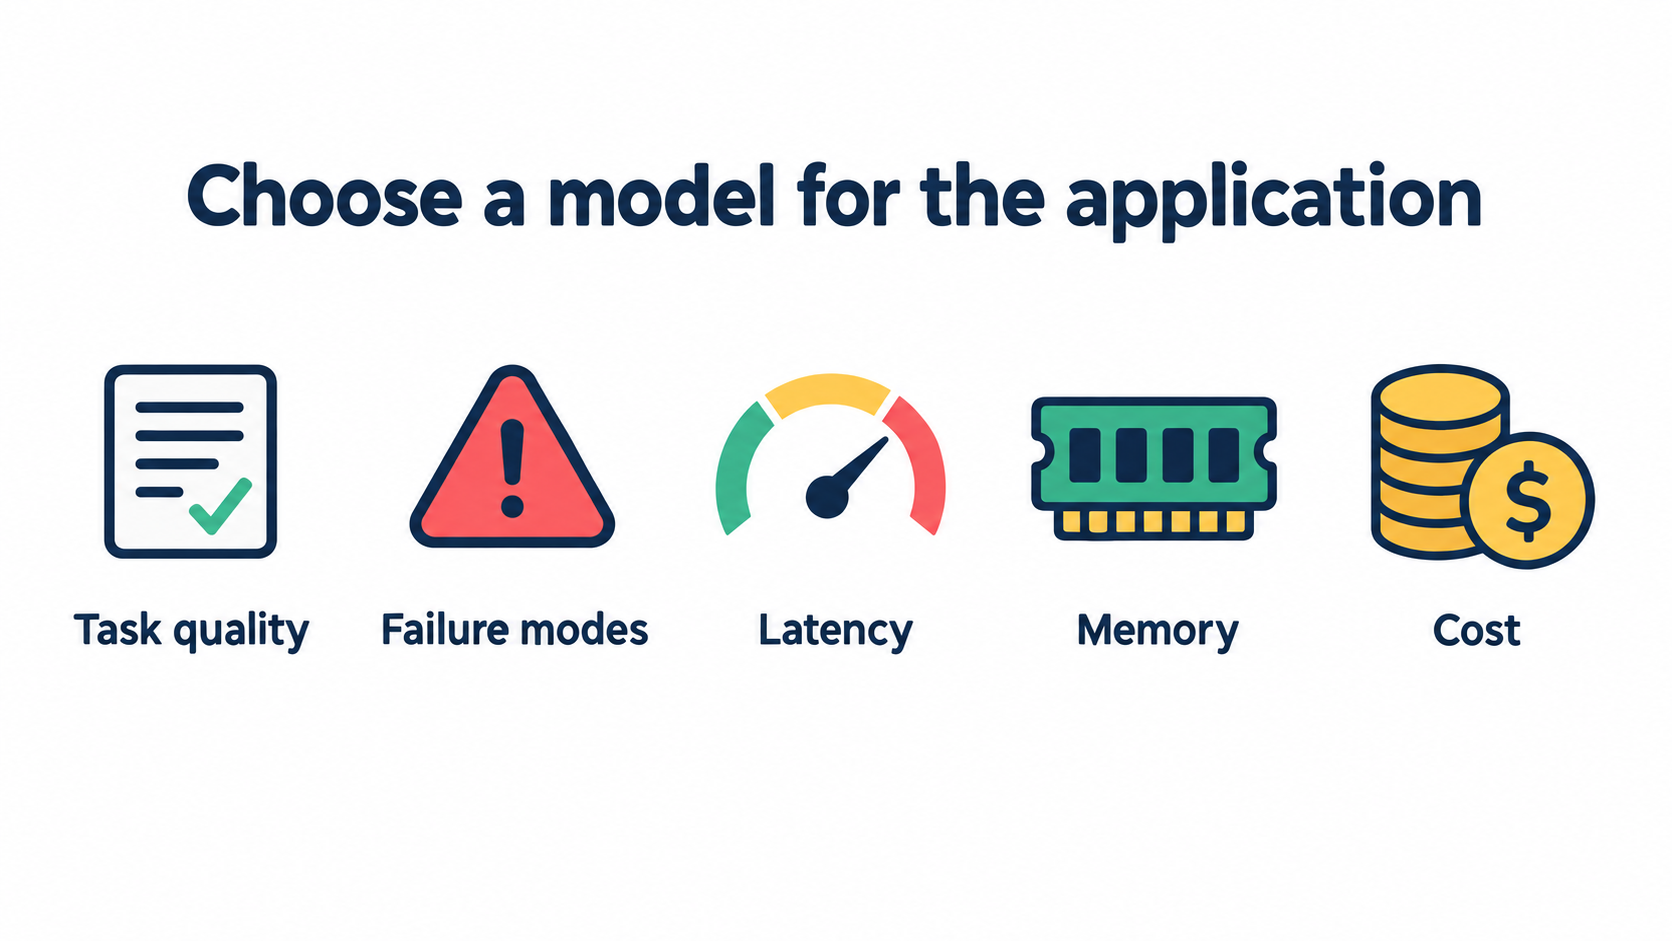 Choose a model for the application
Task quality
Failure modes
Latency
Memory
$
Cost